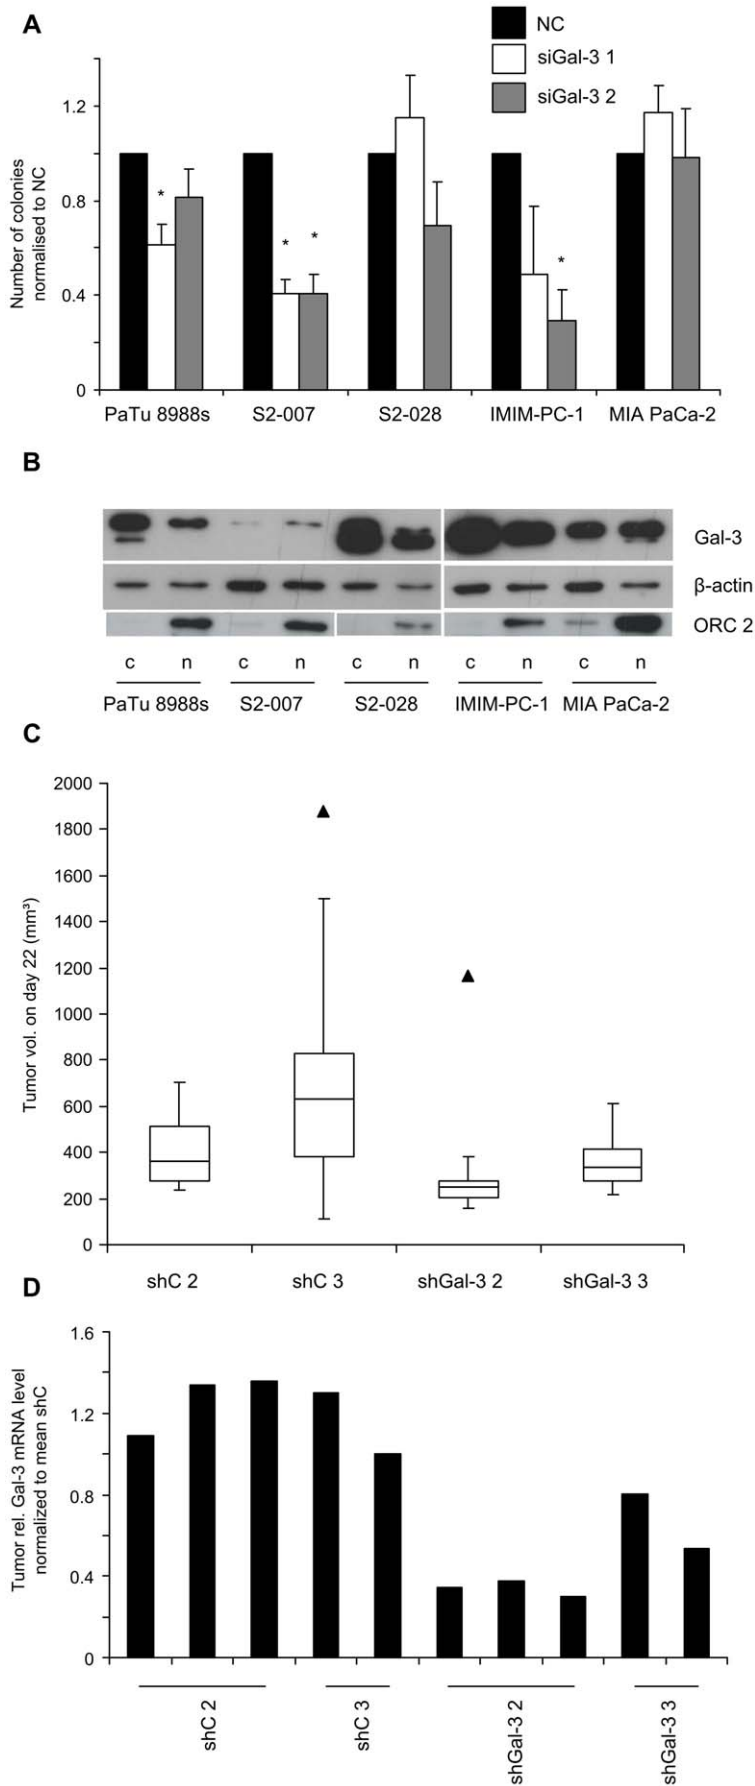 A
NC
siGal-3 1
siGal-3 2
Number of colonies
normalised to NC
1.2
0.8
0.4
0
*
* *
*
PaTu 8988s S2-007 S2-028 IMIM-PC-1 MIA PaCa-2
B
Gal-3
β-actin
ORC 2
c n c n c n c n c n
PaTu 8988s S2-007 S2-028 IMIM-PC-1 MIA PaCa-2
C
Tumor vol. on day 22 (mm³)
2000
1800
1600
1400
1200
1000
800
600
400
200
0
shC 2 shC 3 shGal-3 2 shGal-3 3
D
Tumor rel. Gal-3 mRNA level
normalized to mean shC
1.6
1.2
0.8
0.4
0
shC 2
shC 3
shGal-3 2
shGal-3 3